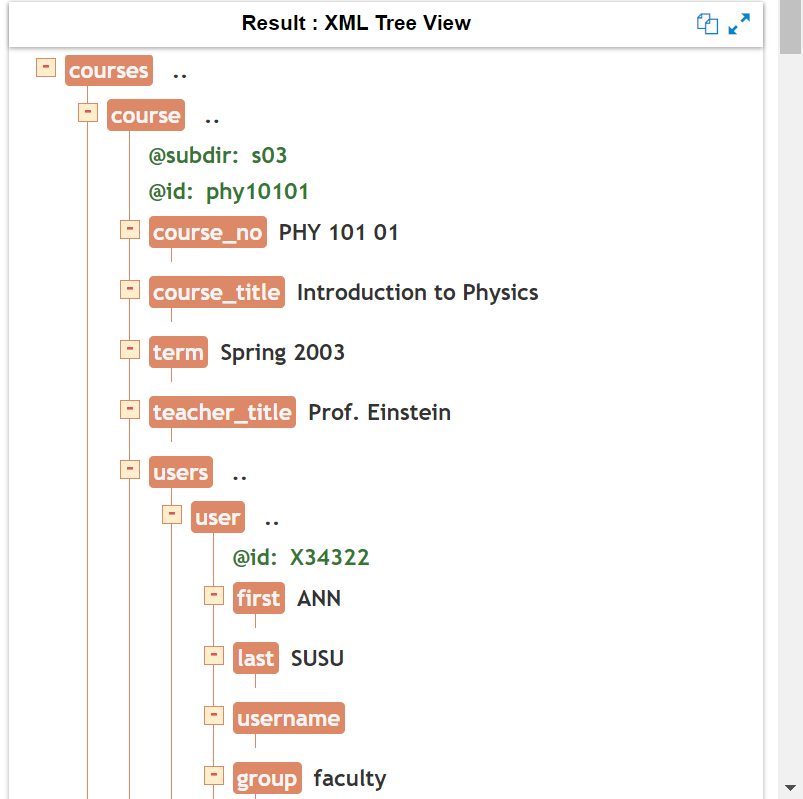 Result : XML Tree View
- courses ..
- course ..
@subdir: s03
@id: phy10101
- course_no PHY 101 01
- course_title Introduction to Physics
- term Spring 2003
- teacher_title Prof. Einstein
- users ..
- user ..
@id: X34322
- first ANN
- last SUSU
- username
- group faculty